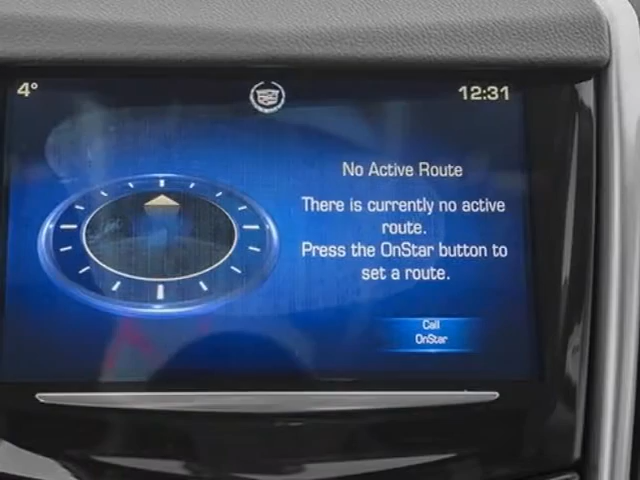 4°
12:31
No Active Route
There is currently no active
route.
Press the OnStar button to
set a route.
Call
OnStar